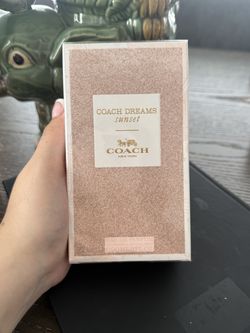 COACH DREAMS
sunset
COACH
NEW YORK